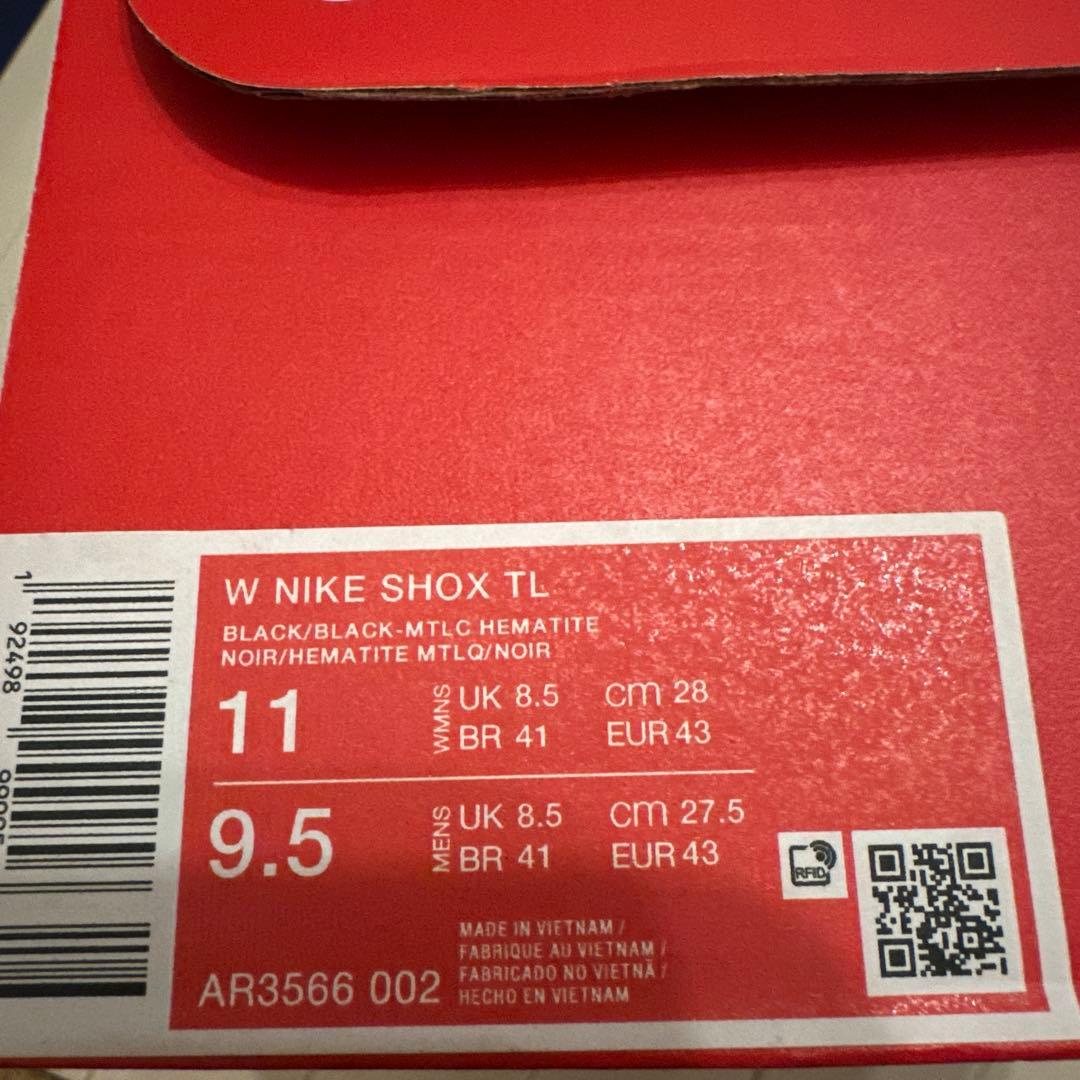 W NIKE SHOX TL
BLACK/BLACK-MTLC HEMATITE
NOIR/HEMATITE MTLQ/NOIR
11
WMNS
UK 8.5 cm 28
BR 41 EUR 43
9.5
MENS
UK 8.5 cm 27.5
BR 41 EUR 43
RFID
MADE IN VIETNAM /
FABRIQUE AU VIETNAM /
FABRICADO NO VIETNÃ /
HECHO EN VIETNAM
AR3566 002
1 92498